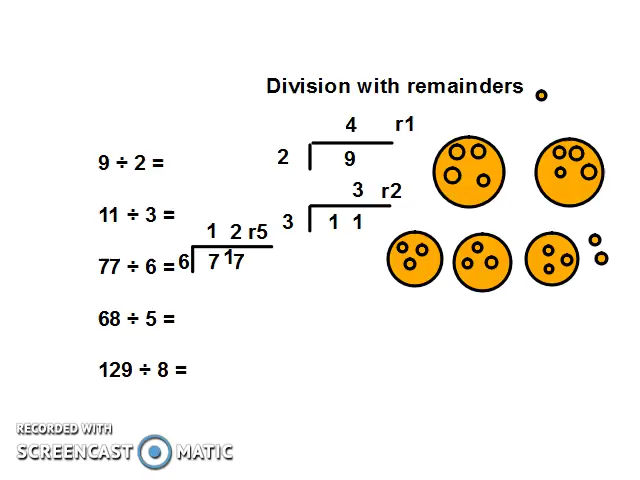 Division with remainders
4 r1
9 ÷ 2 =
2 9
3 r2
11 ÷ 3 =
3 1 1
1 2 r5
77 ÷ 6 =
6 7 17
68 ÷ 5 =
129 ÷ 8 =
RECORDED WITH
SCREENCAST MATIC